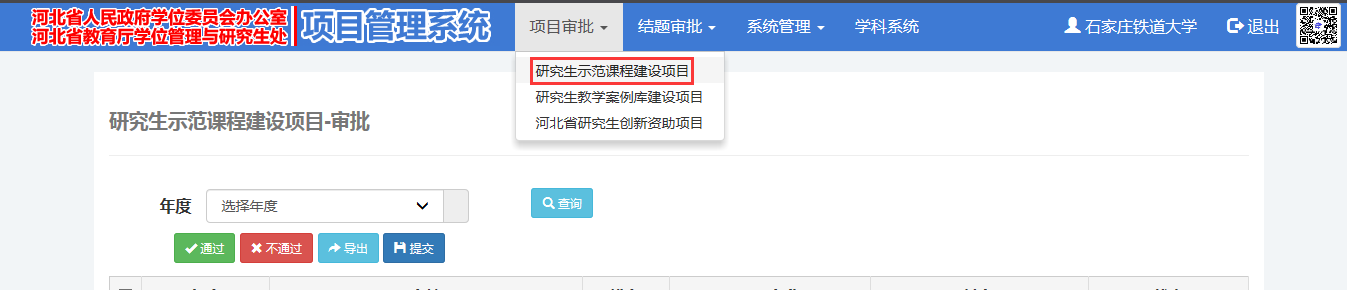 河北省人民政府学位委员会办公室
河北省教育厅学位管理与研究生处
项目管理系统
项目审批
结题审批
系统管理
学科系统
石家庄铁道大学
退出
研究生示范课程建设项目
研究生教学案例库建设项目
河北省研究生创新资助项目
研究生示范课程建设项目-审批
年度
选择年度
查询
通过
不通过
导出
提交